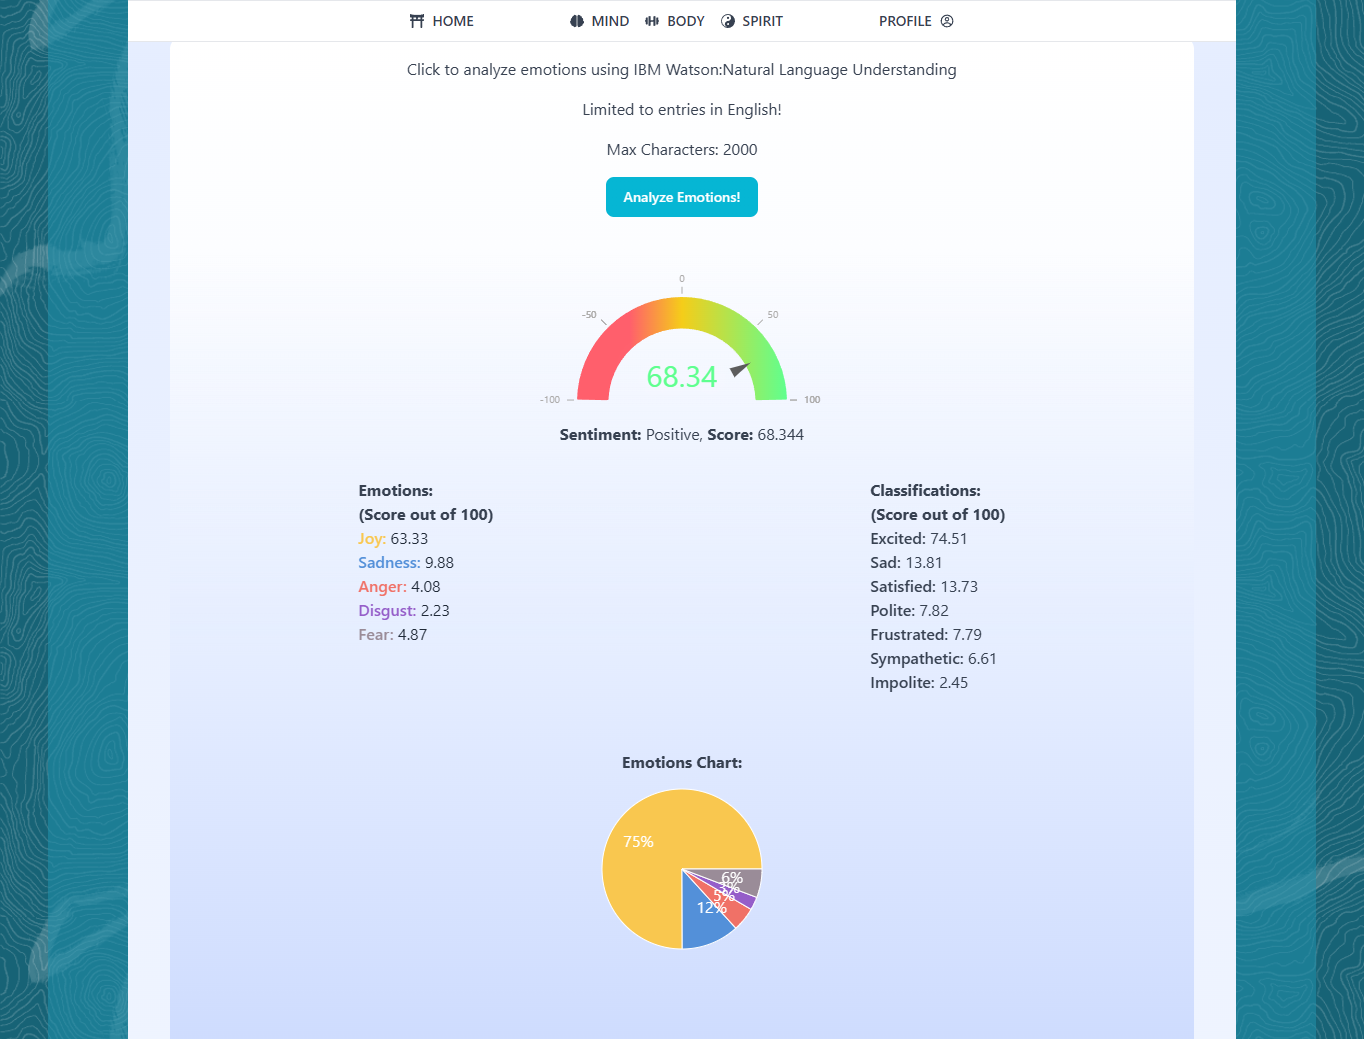 HOME MIND BODY SPIRIT PROFILE
Click to analyze emotions using IBM Watson:Natural Language Understanding
Limited to entries in English!
Max Characters: 2000
Analyze Emotions!
0
-50
50
68.34
-100
100
Sentiment: Positive, Score: 68.344
Emotions:
(Score out of 100)
Joy: 63.33
Sadness: 9.88
Anger: 4.08
Disgust: 2.23
Fear: 4.87
Classifications:
(Score out of 100)
Excited: 74.51
Sad: 13.81
Satisfied: 13.73
Polite: 7.82
Frustrated: 7.79
Sympathetic: 6.61
Impolite: 2.45
Emotions Chart:
75%
6%
3%
5%
12%